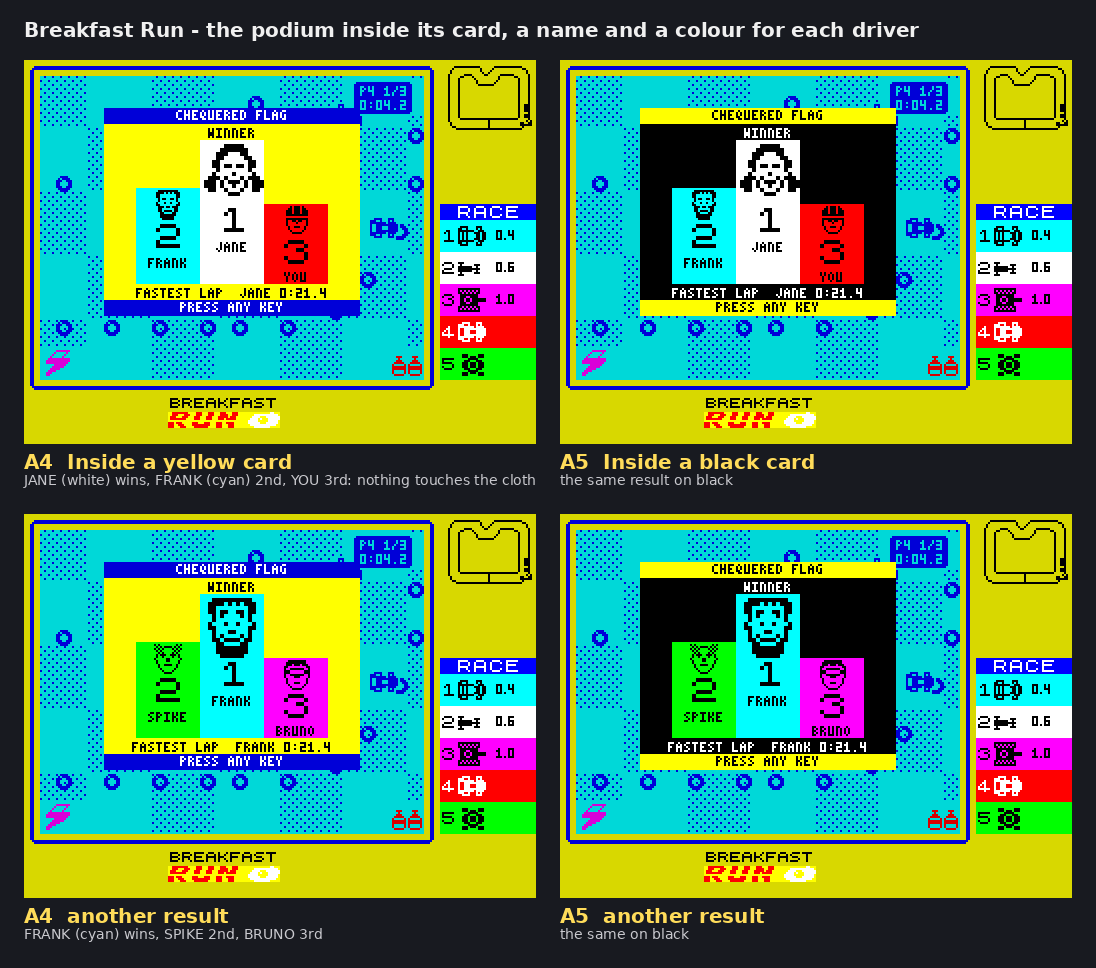 Breakfast Run - the podium inside its card, a name and a colour for each driver
P4 1/3
0:04.2
CHEQUERED FLAG
WINNER
1
JANE
2
FRANK
3
YOU
FASTEST LAP JANE 0:21.4
PRESS ANY KEY
RACE
1 0.4
2 0.6
3 1.0
4
5
BREAKFAST
RUN
A4 Inside a yellow card
JANE (white) wins, FRANK (cyan) 2nd, YOU 3rd: nothing touches the cloth
P4 1/3
0:04.2
CHEQUERED FLAG
WINNER
1
JANE
2
FRANK
3
YOU
FASTEST LAP JANE 0:21.4
PRESS ANY KEY
RACE
1 0.4
2 0.6
3 1.0
4
5
BREAKFAST
RUN
A5 Inside a black card
the same result on black
P4 1/3
0:04.2
CHEQUERED FLAG
WINNER
1
FRANK
2
SPIKE
3
BRUNO
FASTEST LAP FRANK 0:21.4
PRESS ANY KEY
RACE
1 0.4
2 0.6
3 1.0
4
5
BREAKFAST
RUN
A4 another result
FRANK (cyan) wins, SPIKE 2nd, BRUNO 3rd
P4 1/3
0:04.2
CHEQUERED FLAG
WINNER
1
FRANK
2
SPIKE
3
BRUNO
FASTEST LAP FRANK 0:21.4
PRESS ANY KEY
RACE
1 0.4
2 0.6
3 1.0
4
5
BREAKFAST
RUN
A5 another result
the same on black